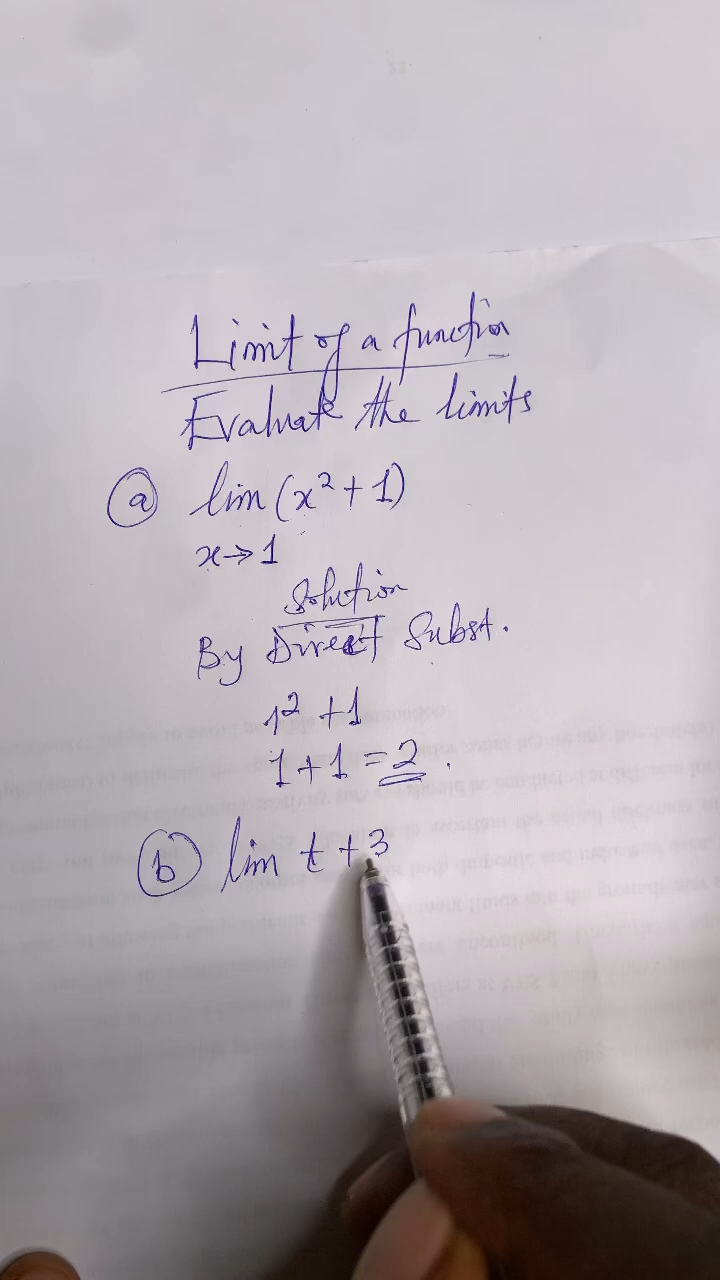 Limit of a function
Evaluate the limits
(a) lim (x² + 1)
x→1
Solution
By Direct Subst.
1² + 1
1 + 1 = 2.
(b) lim t + 3